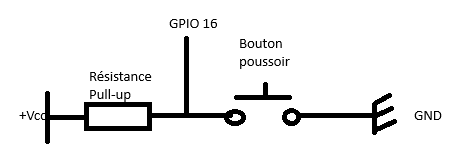 GPIO 16
Bouton
poussoir
Résistance
Pull-up
+Vcc
GND